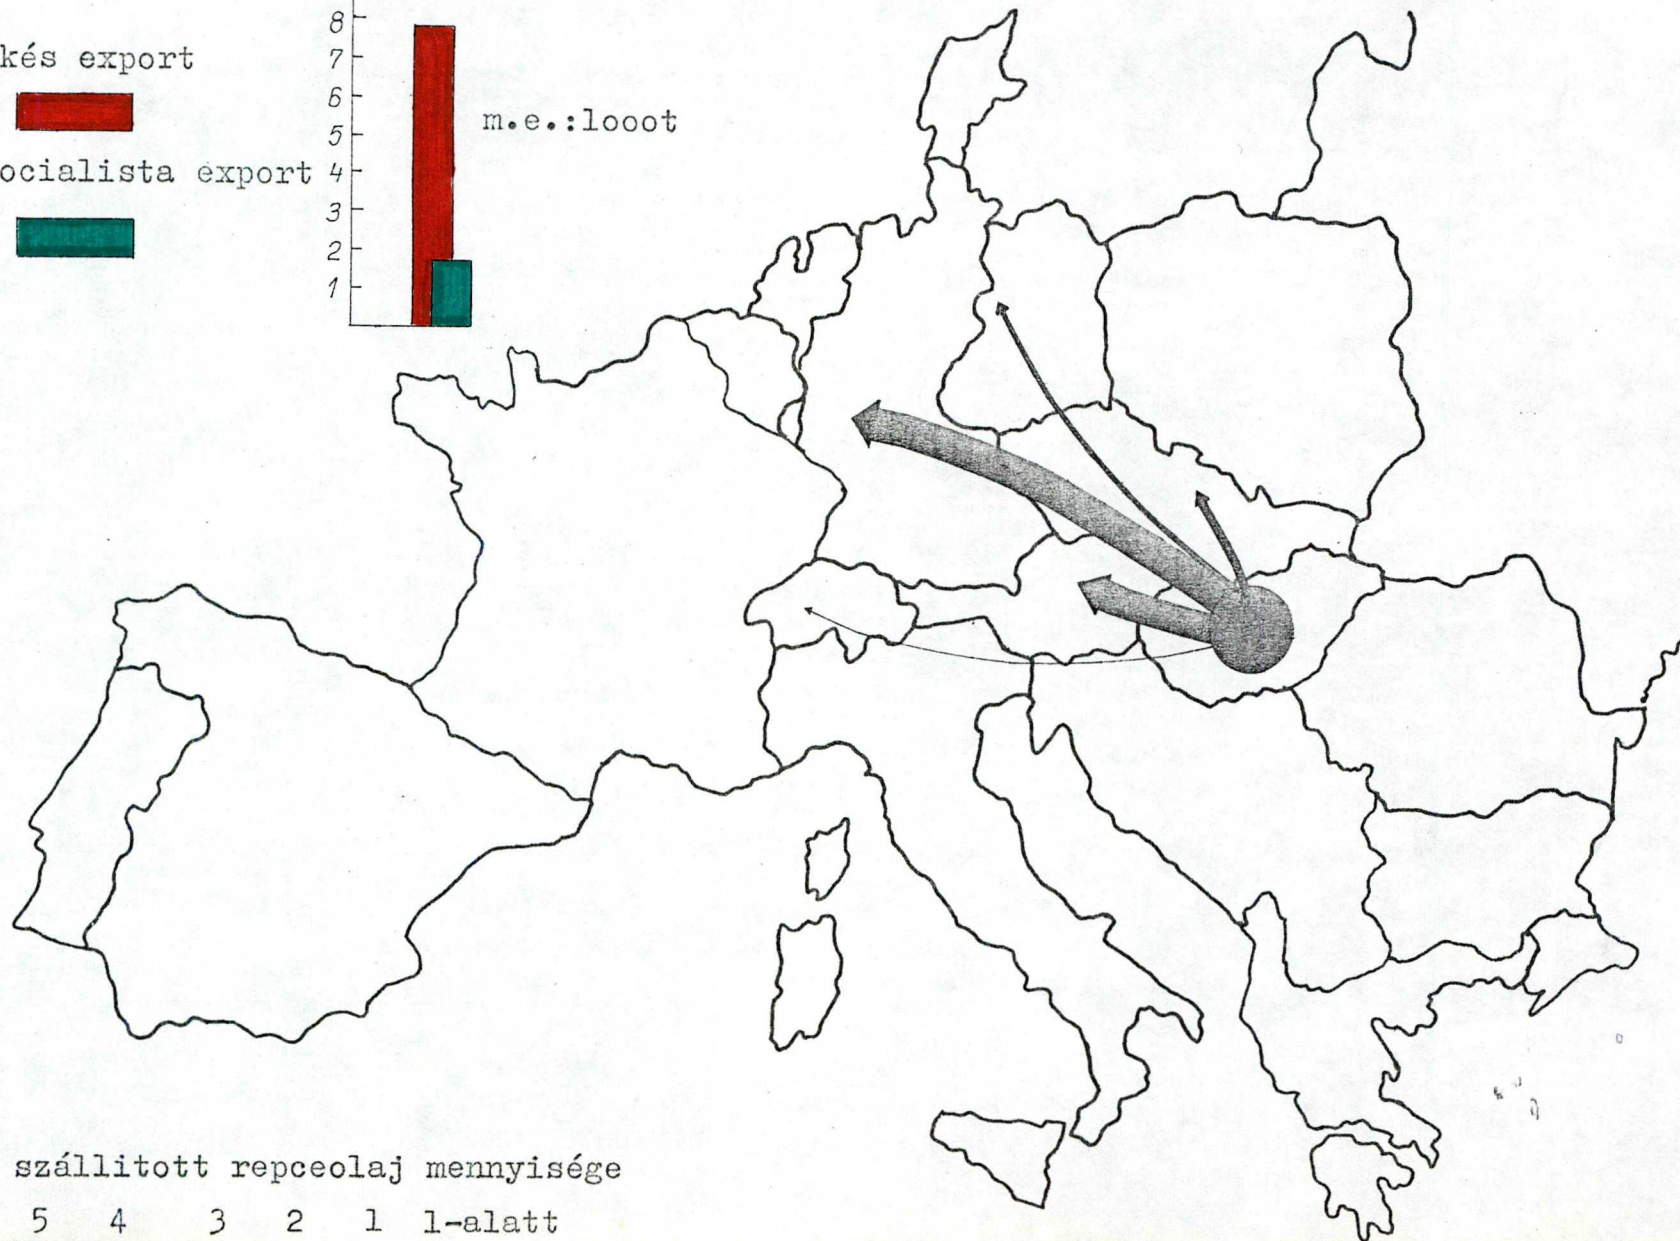 kés export
ocialista export
8
7
6
5
4
3
2
1
m.e.:looot
szállitott repceolaj mennyisége
5 4 3 2 1 1-alatt